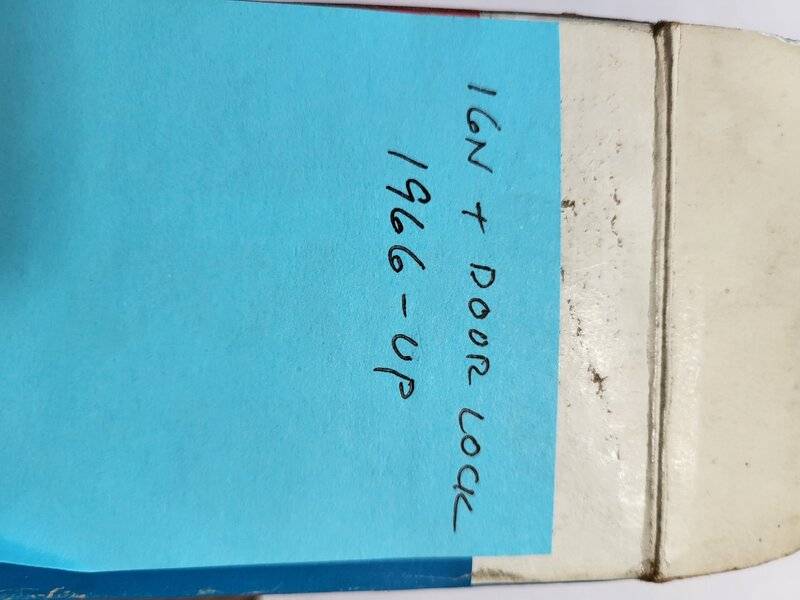 IGN + DOOR LOCK
1966-UP